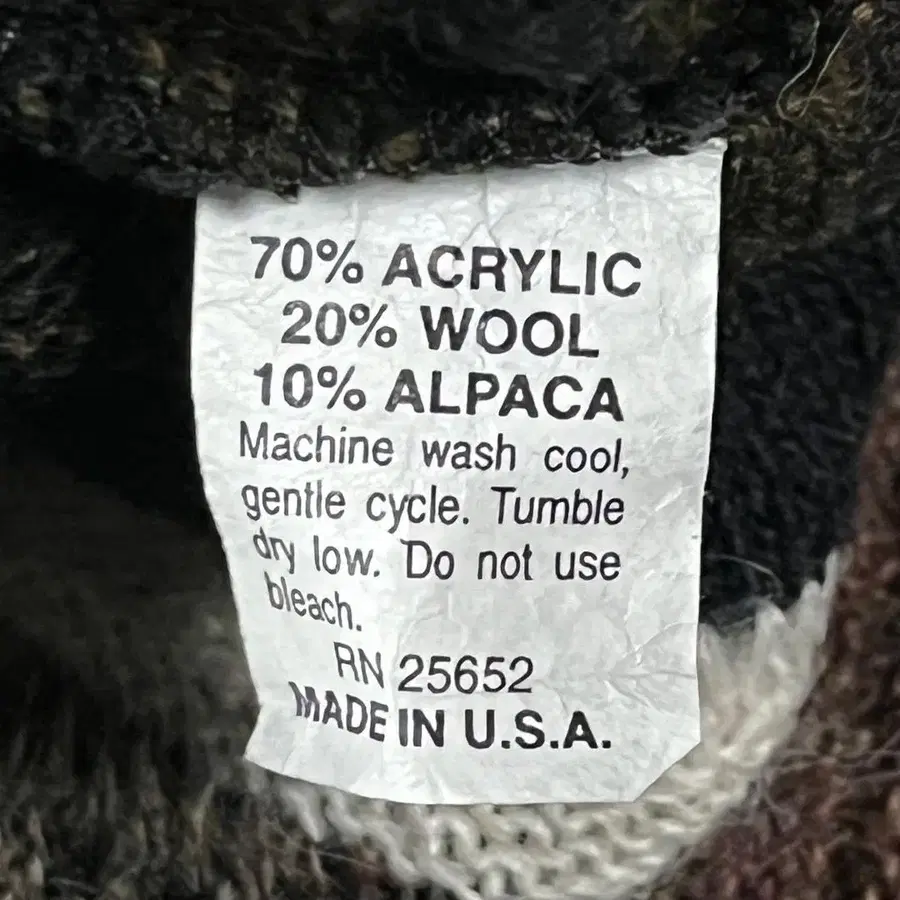 70% ACRYLIC
20% WOOL
10% ALPACA
Machine wash cool,
gentle cycle. Tumble
dry low. Do not use
bleach.
RN 25652
MADE IN U.S.A.